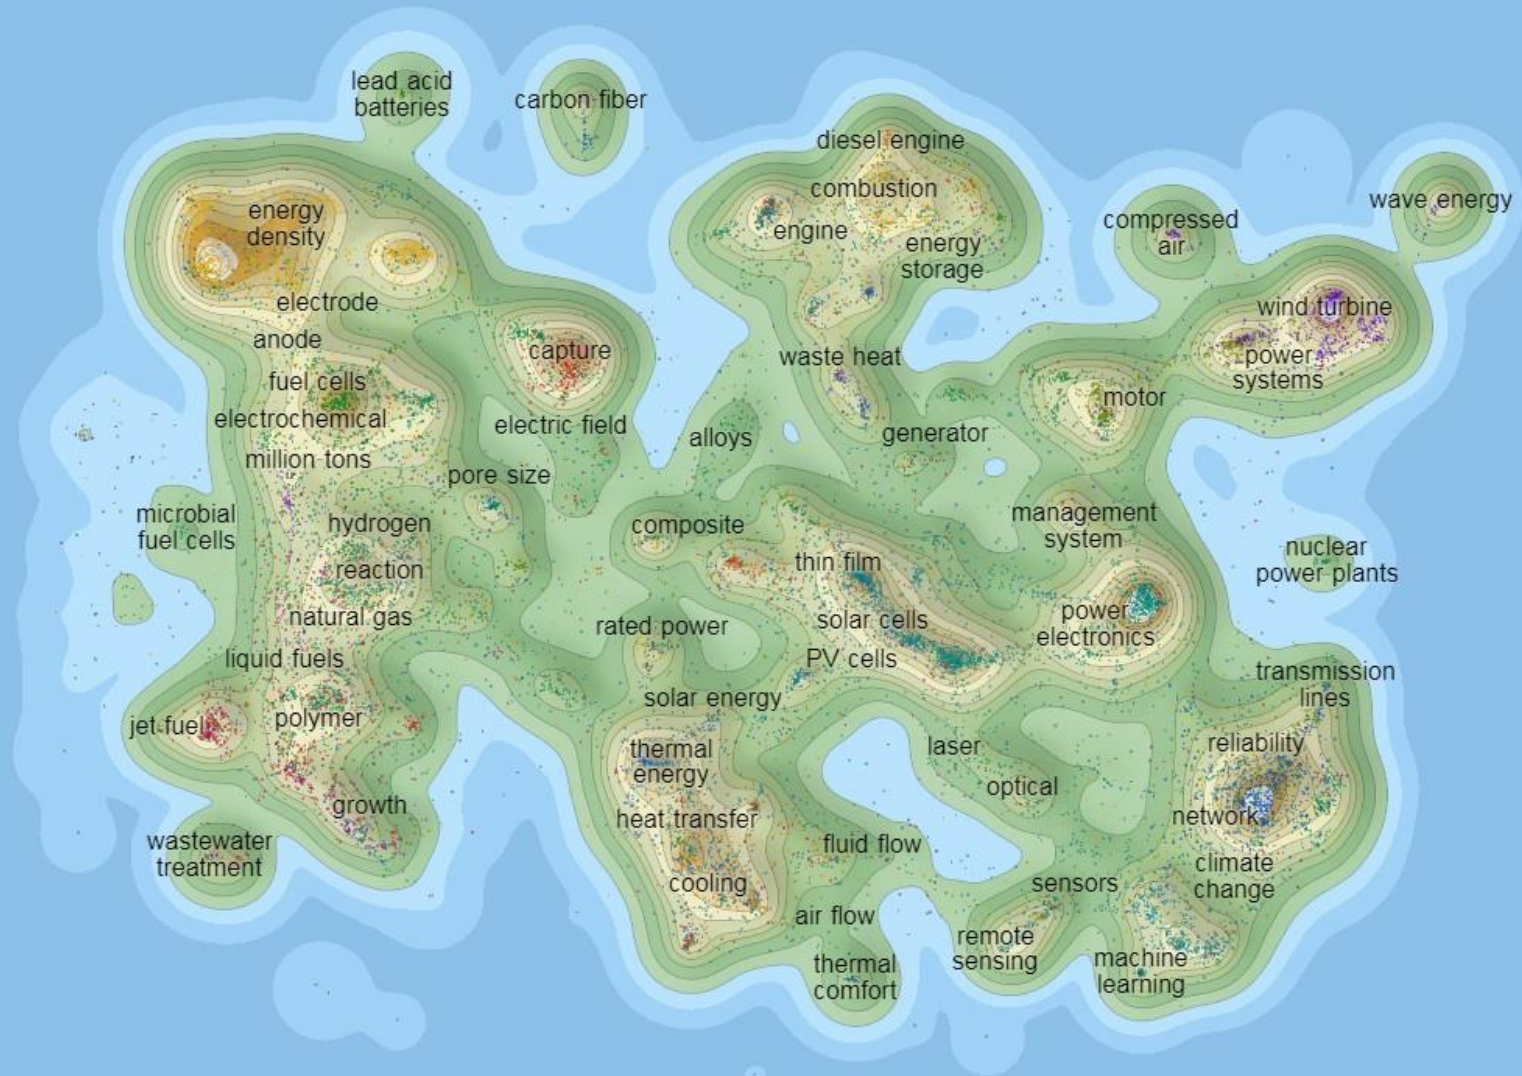 lead acid
batteries
carbon fiber
diesel engine
combustion
engine
energy
storage
compressed
air
wave energy
energy
density
electrode
anode
wind turbine
power
systems
capture
waste heat
fuel cells
electrochemical
million tons
electric field
alloys
generator
motor
pore size
microbial
fuel cells
hydrogen
reaction
natural gas
composite
thin film
management
system
nuclear
power plants
solar cells
PV cells
power
electronics
rated power
liquid fuels
solar energy
transmission
lines
jet fuel
polymer
thermal
energy
laser
optical
reliability
network
growth
heat transfer
fluid flow
wastewater
treatment
cooling
air flow
sensors
climate
change
remote
sensing
thermal
comfort
machine
learning